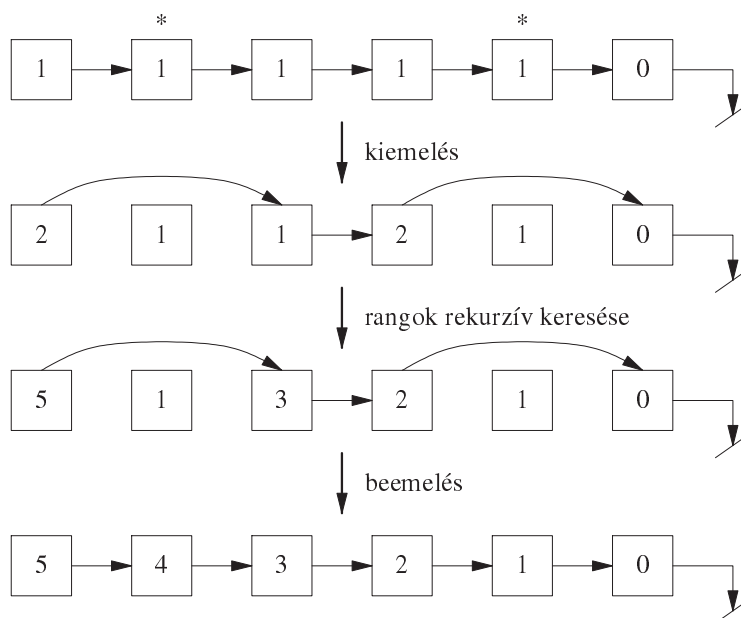 * *
1 1 1 1 1 0
kiemelés
2 1 1 2 1 0
rangok rekurzív keresése
5 1 3 2 1 0
beemelés
5 4 3 2 1 0